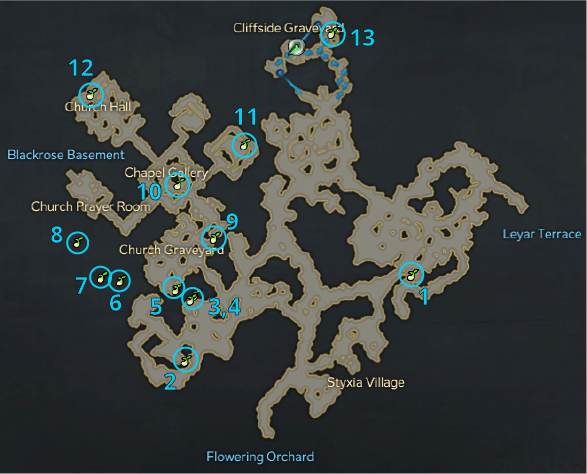 Cliffside Graveyard
13
12
Church Hall
11
Blackrose Basement
Chapel Gallery
10
Church Prayer Room
9
Leyar Terrace
8
Church Graveyard
7
6
5
3,4
1
2
Styxia Village
Flowering Orchard